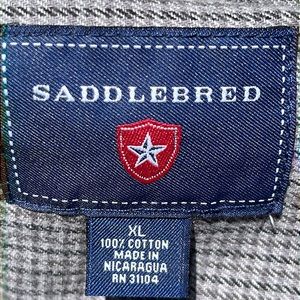 SADDLEBRED
XL
100% COTTON
MADE IN
NICARAGUA
RN 31104